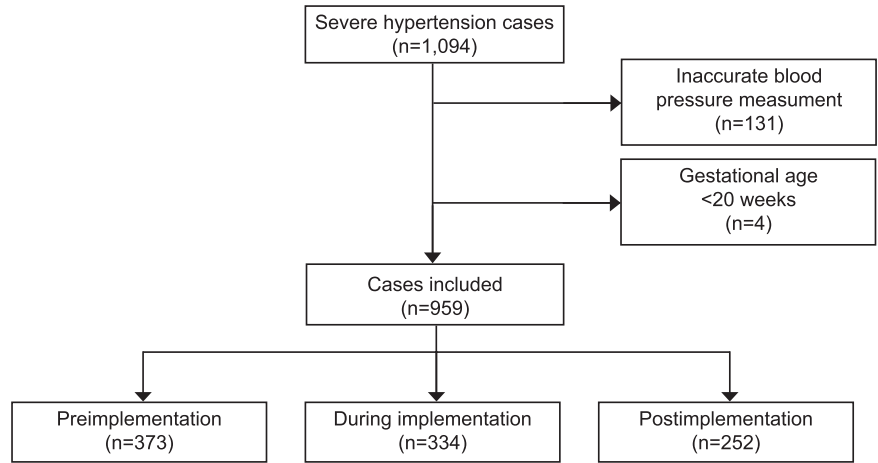 Severe hypertension cases
(n=1,094)
Inaccurate blood
pressure measument
(n=131)
Gestational age
<20 weeks
(n=4)
Cases included
(n=959)
Preimplementation
(n=373)
During implementation
(n=334)
Postimplementation
(n=252)